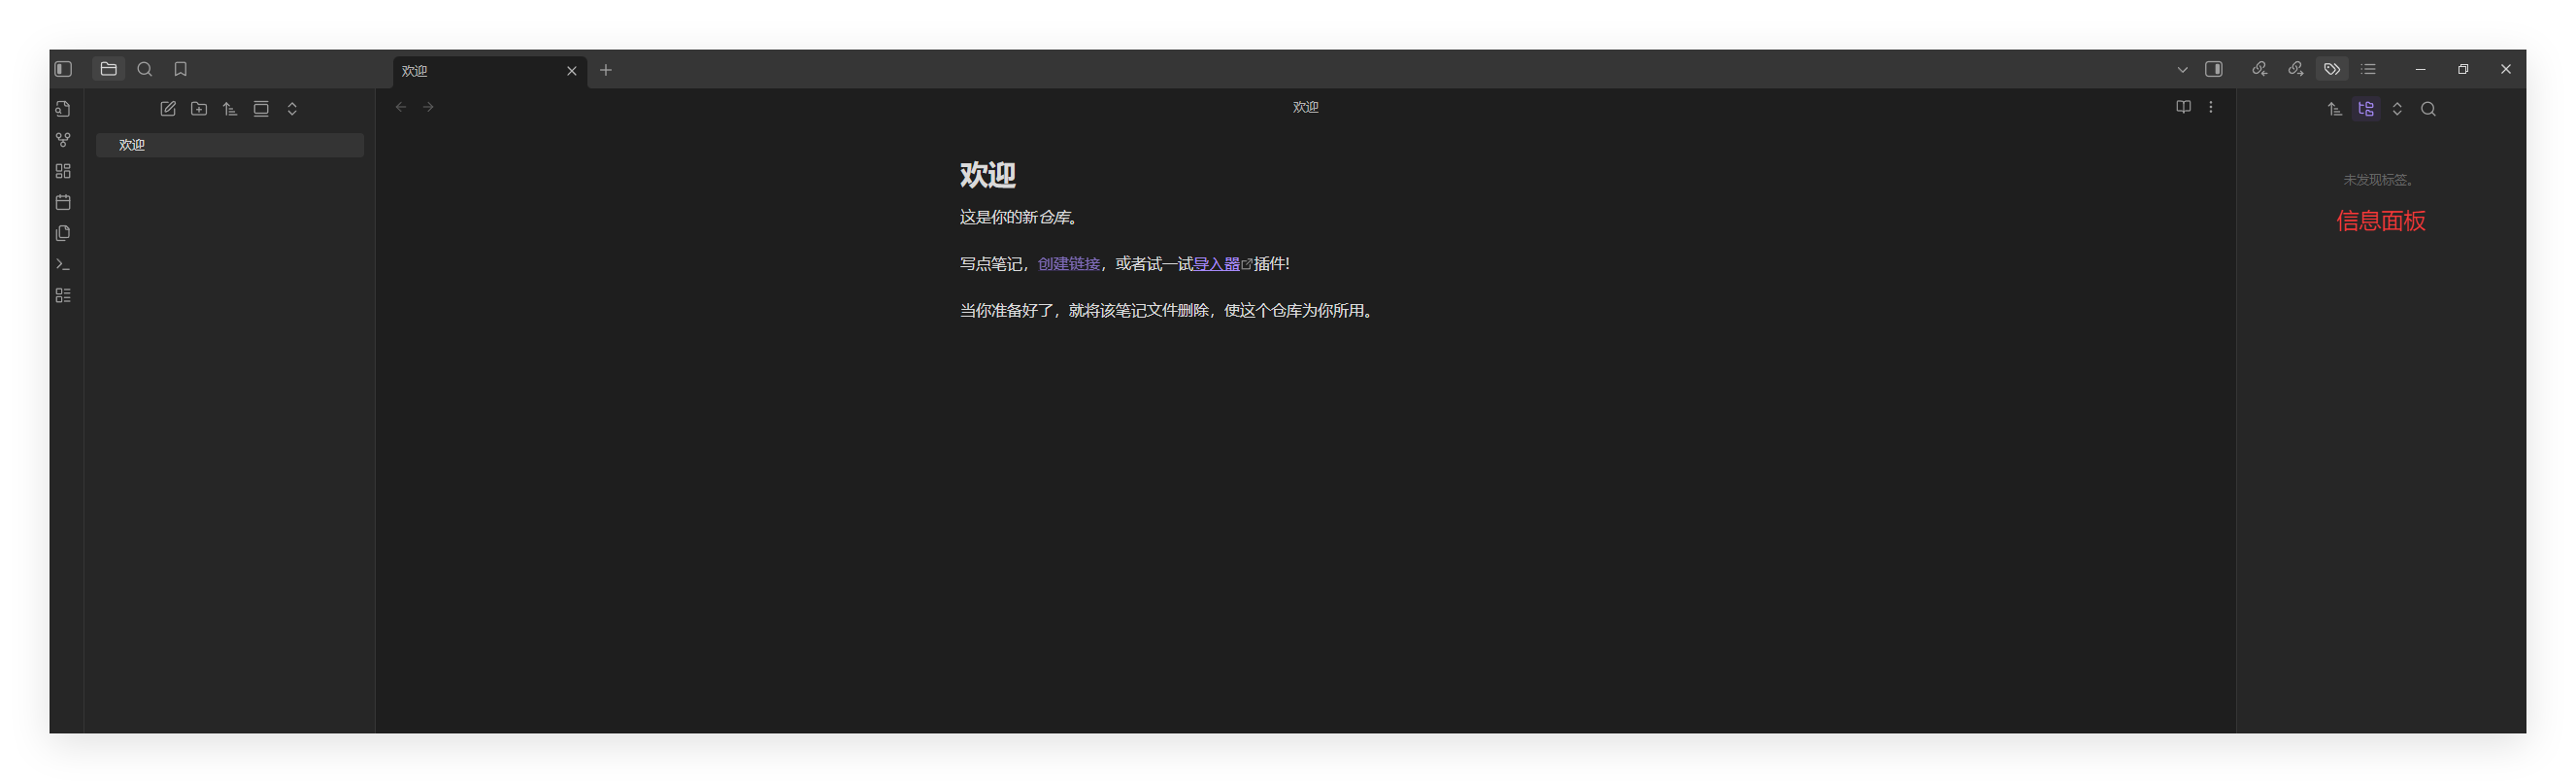 欢迎
欢迎
欢迎
欢迎
这是你的新仓库。
写点笔记，创建链接，或者试一试导入器插件!
当你准备好了，就将该笔记文件删除，使这个仓库为你所用。
未发现标签。
信息面板